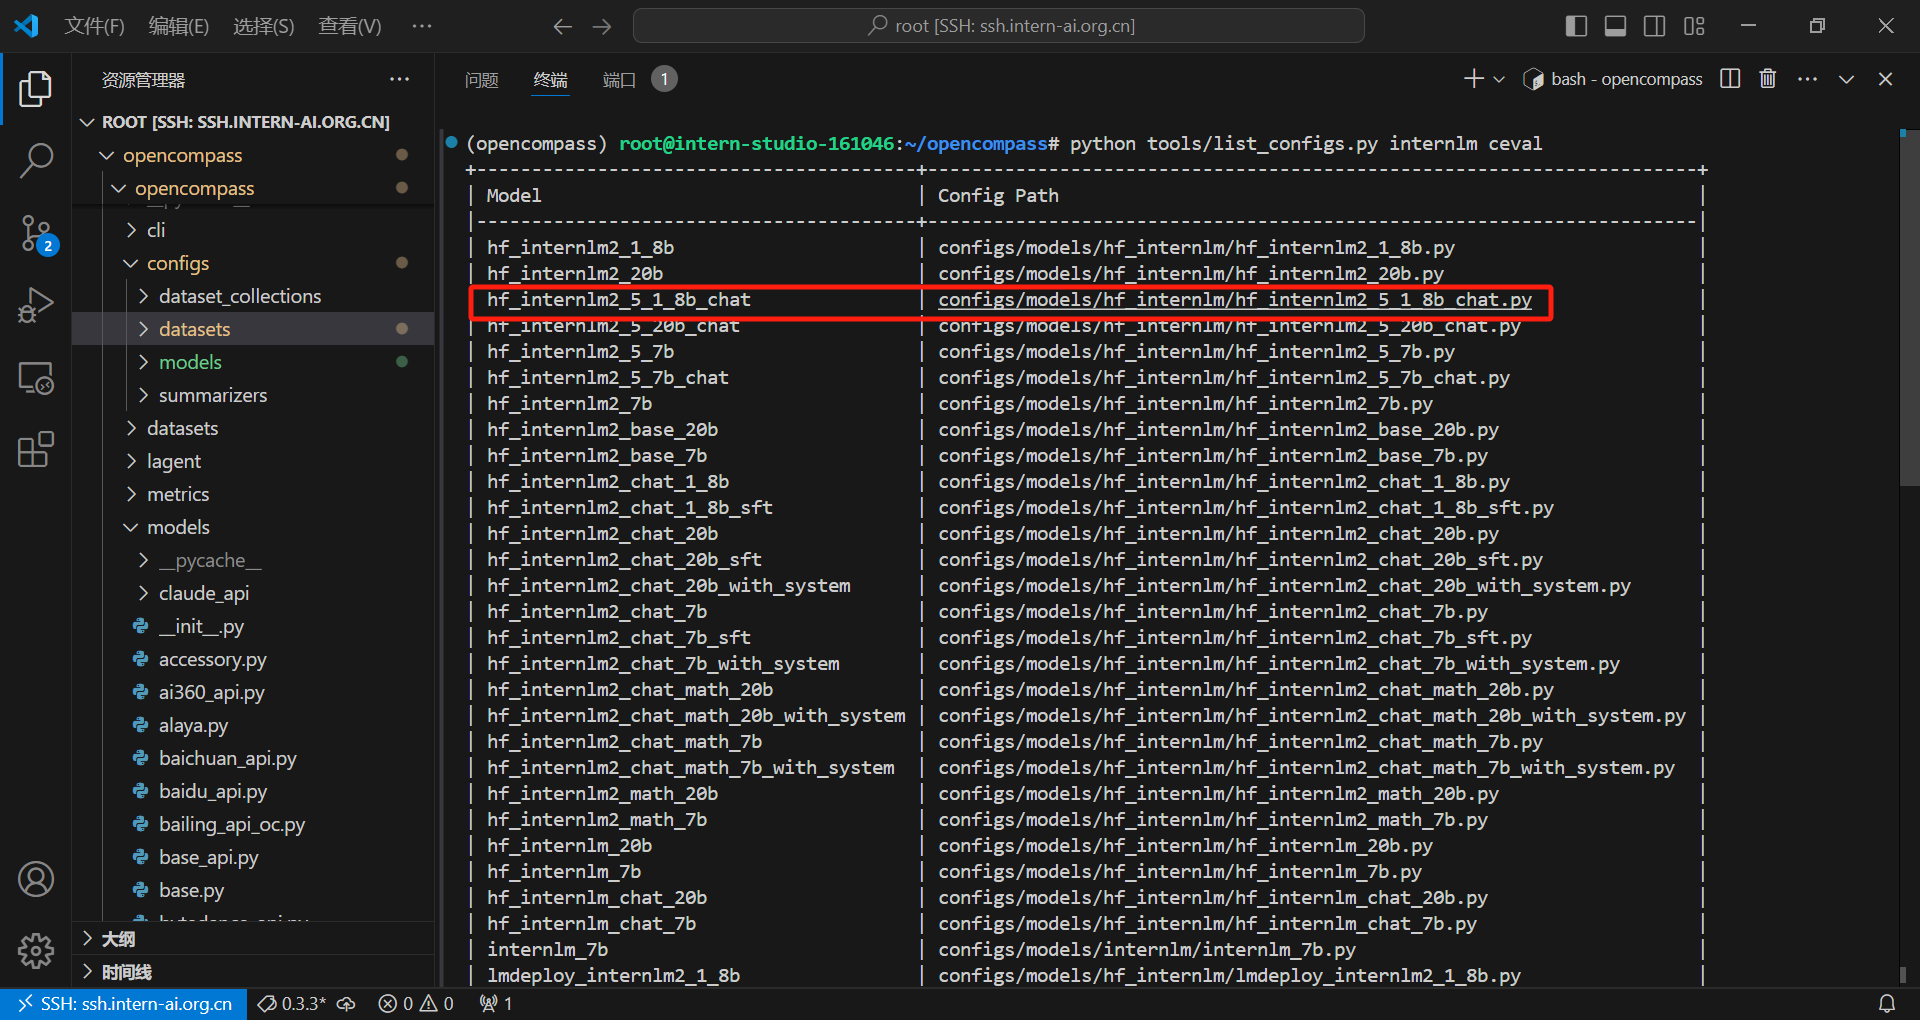 文件(F) 编辑(E) 选择(S) 查看(V) ··· root [SSH: ssh.intern-ai.org.cn]
资源管理器 ···
ROOT [SSH: SSH.INTERN-AI.ORG.CN]
opencompass
opencompass
cli
configs
dataset_collections
datasets
models
summarizers
datasets
lagent
metrics
models
__pycache__
claude_api
__init__.py
accessory.py
ai360_api.py
alaya.py
baichuan_api.py
baidu_api.py
bailing_api_oc.py
base_api.py
base.py
大纲
时间线
2
问题 终端 端口 1 bash - opencompass ···
(opencompass) root@intern-studio-161046:~/opencompass# python tools/list_configs.py internlm ceval
+----------------------------------------+----------------------------------------------------------------------+
| Model | Config Path |
|----------------------------------------+----------------------------------------------------------------------|
| hf_internlm2_1_8b | configs/models/hf_internlm/hf_internlm2_1_8b.py |
| hf_internlm2_20b | configs/models/hf_internlm/hf_internlm2_20b.py |
| hf_internlm2_5_1_8b_chat | configs/models/hf_internlm/hf_internlm2_5_1_8b_chat.py |
| hf_internlm2_5_20b_chat | configs/models/hf_internlm/hf_internlm2_5_20b_chat.py |
| hf_internlm2_5_7b | configs/models/hf_internlm/hf_internlm2_5_7b.py |
| hf_internlm2_5_7b_chat | configs/models/hf_internlm/hf_internlm2_5_7b_chat.py |
| hf_internlm2_7b | configs/models/hf_internlm/hf_internlm2_7b.py |
| hf_internlm2_base_20b | configs/models/hf_internlm/hf_internlm2_base_20b.py |
| hf_internlm2_base_7b | configs/models/hf_internlm/hf_internlm2_base_7b.py |
| hf_internlm2_chat_1_8b | configs/models/hf_internlm/hf_internlm2_chat_1_8b.py |
| hf_internlm2_chat_1_8b_sft | configs/models/hf_internlm/hf_internlm2_chat_1_8b_sft.py |
| hf_internlm2_chat_20b | configs/models/hf_internlm/hf_internlm2_chat_20b.py |
| hf_internlm2_chat_20b_sft | configs/models/hf_internlm/hf_internlm2_chat_20b_sft.py |
| hf_internlm2_chat_20b_with_system | configs/models/hf_internlm/hf_internlm2_chat_20b_with_system.py |
| hf_internlm2_chat_7b | configs/models/hf_internlm/hf_internlm2_chat_7b.py |
| hf_internlm2_chat_7b_sft | configs/models/hf_internlm/hf_internlm2_chat_7b_sft.py |
| hf_internlm2_chat_7b_with_system | configs/models/hf_internlm/hf_internlm2_chat_7b_with_system.py |
| hf_internlm2_chat_math_20b | configs/models/hf_internlm/hf_internlm2_chat_math_20b.py |
| hf_internlm2_chat_math_20b_with_system | configs/models/hf_internlm/hf_internlm2_chat_math_20b_with_system.py |
| hf_internlm2_chat_math_7b | configs/models/hf_internlm/hf_internlm2_chat_math_7b.py |
| hf_internlm2_chat_math_7b_with_system | configs/models/hf_internlm/hf_internlm2_chat_math_7b_with_system.py |
| hf_internlm2_math_20b | configs/models/hf_internlm/hf_internlm2_math_20b.py |
| hf_internlm2_math_7b | configs/models/hf_internlm/hf_internlm2_math_7b.py |
| hf_internlm_20b | configs/models/hf_internlm/hf_internlm_20b.py |
| hf_internlm_7b | configs/models/hf_internlm/hf_internlm_7b.py |
| hf_internlm_chat_20b | configs/models/hf_internlm/hf_internlm_chat_20b.py |
| hf_internlm_chat_7b | configs/models/hf_internlm/hf_internlm_chat_7b.py |
| internlm_7b | configs/models/internlm/internlm_7b.py |
| lmdeploy_internlm2_1_8b | configs/models/hf_internlm/lmdeploy_internlm2_1_8b.py |
SSH: ssh.intern-ai.org.cn 0.3.3* 0 0 1